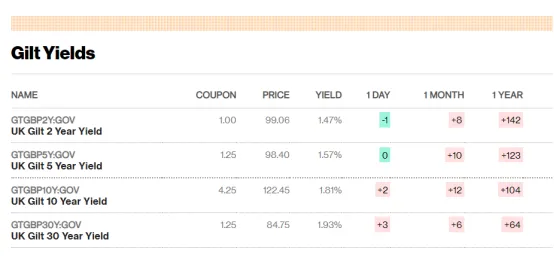 Gilt Yields
NAME COUPON PRICE YIELD 1 DAY 1 MONTH 1 YEAR
GTGBP2Y:GOV 1.00 99.06 1.47% -1 +8 +142
UK Gilt 2 Year Yield
GTGBP5Y:GOV 1.25 98.40 1.57% 0 +10 +123
UK Gilt 5 Year Yield
GTGBP10Y:GOV 4.25 122.45 1.81% +2 +12 +104
UK Gilt 10 Year Yield
GTGBP30Y:GOV 1.25 84.75 1.93% +3 +6 +64
UK Gilt 30 Year Yield